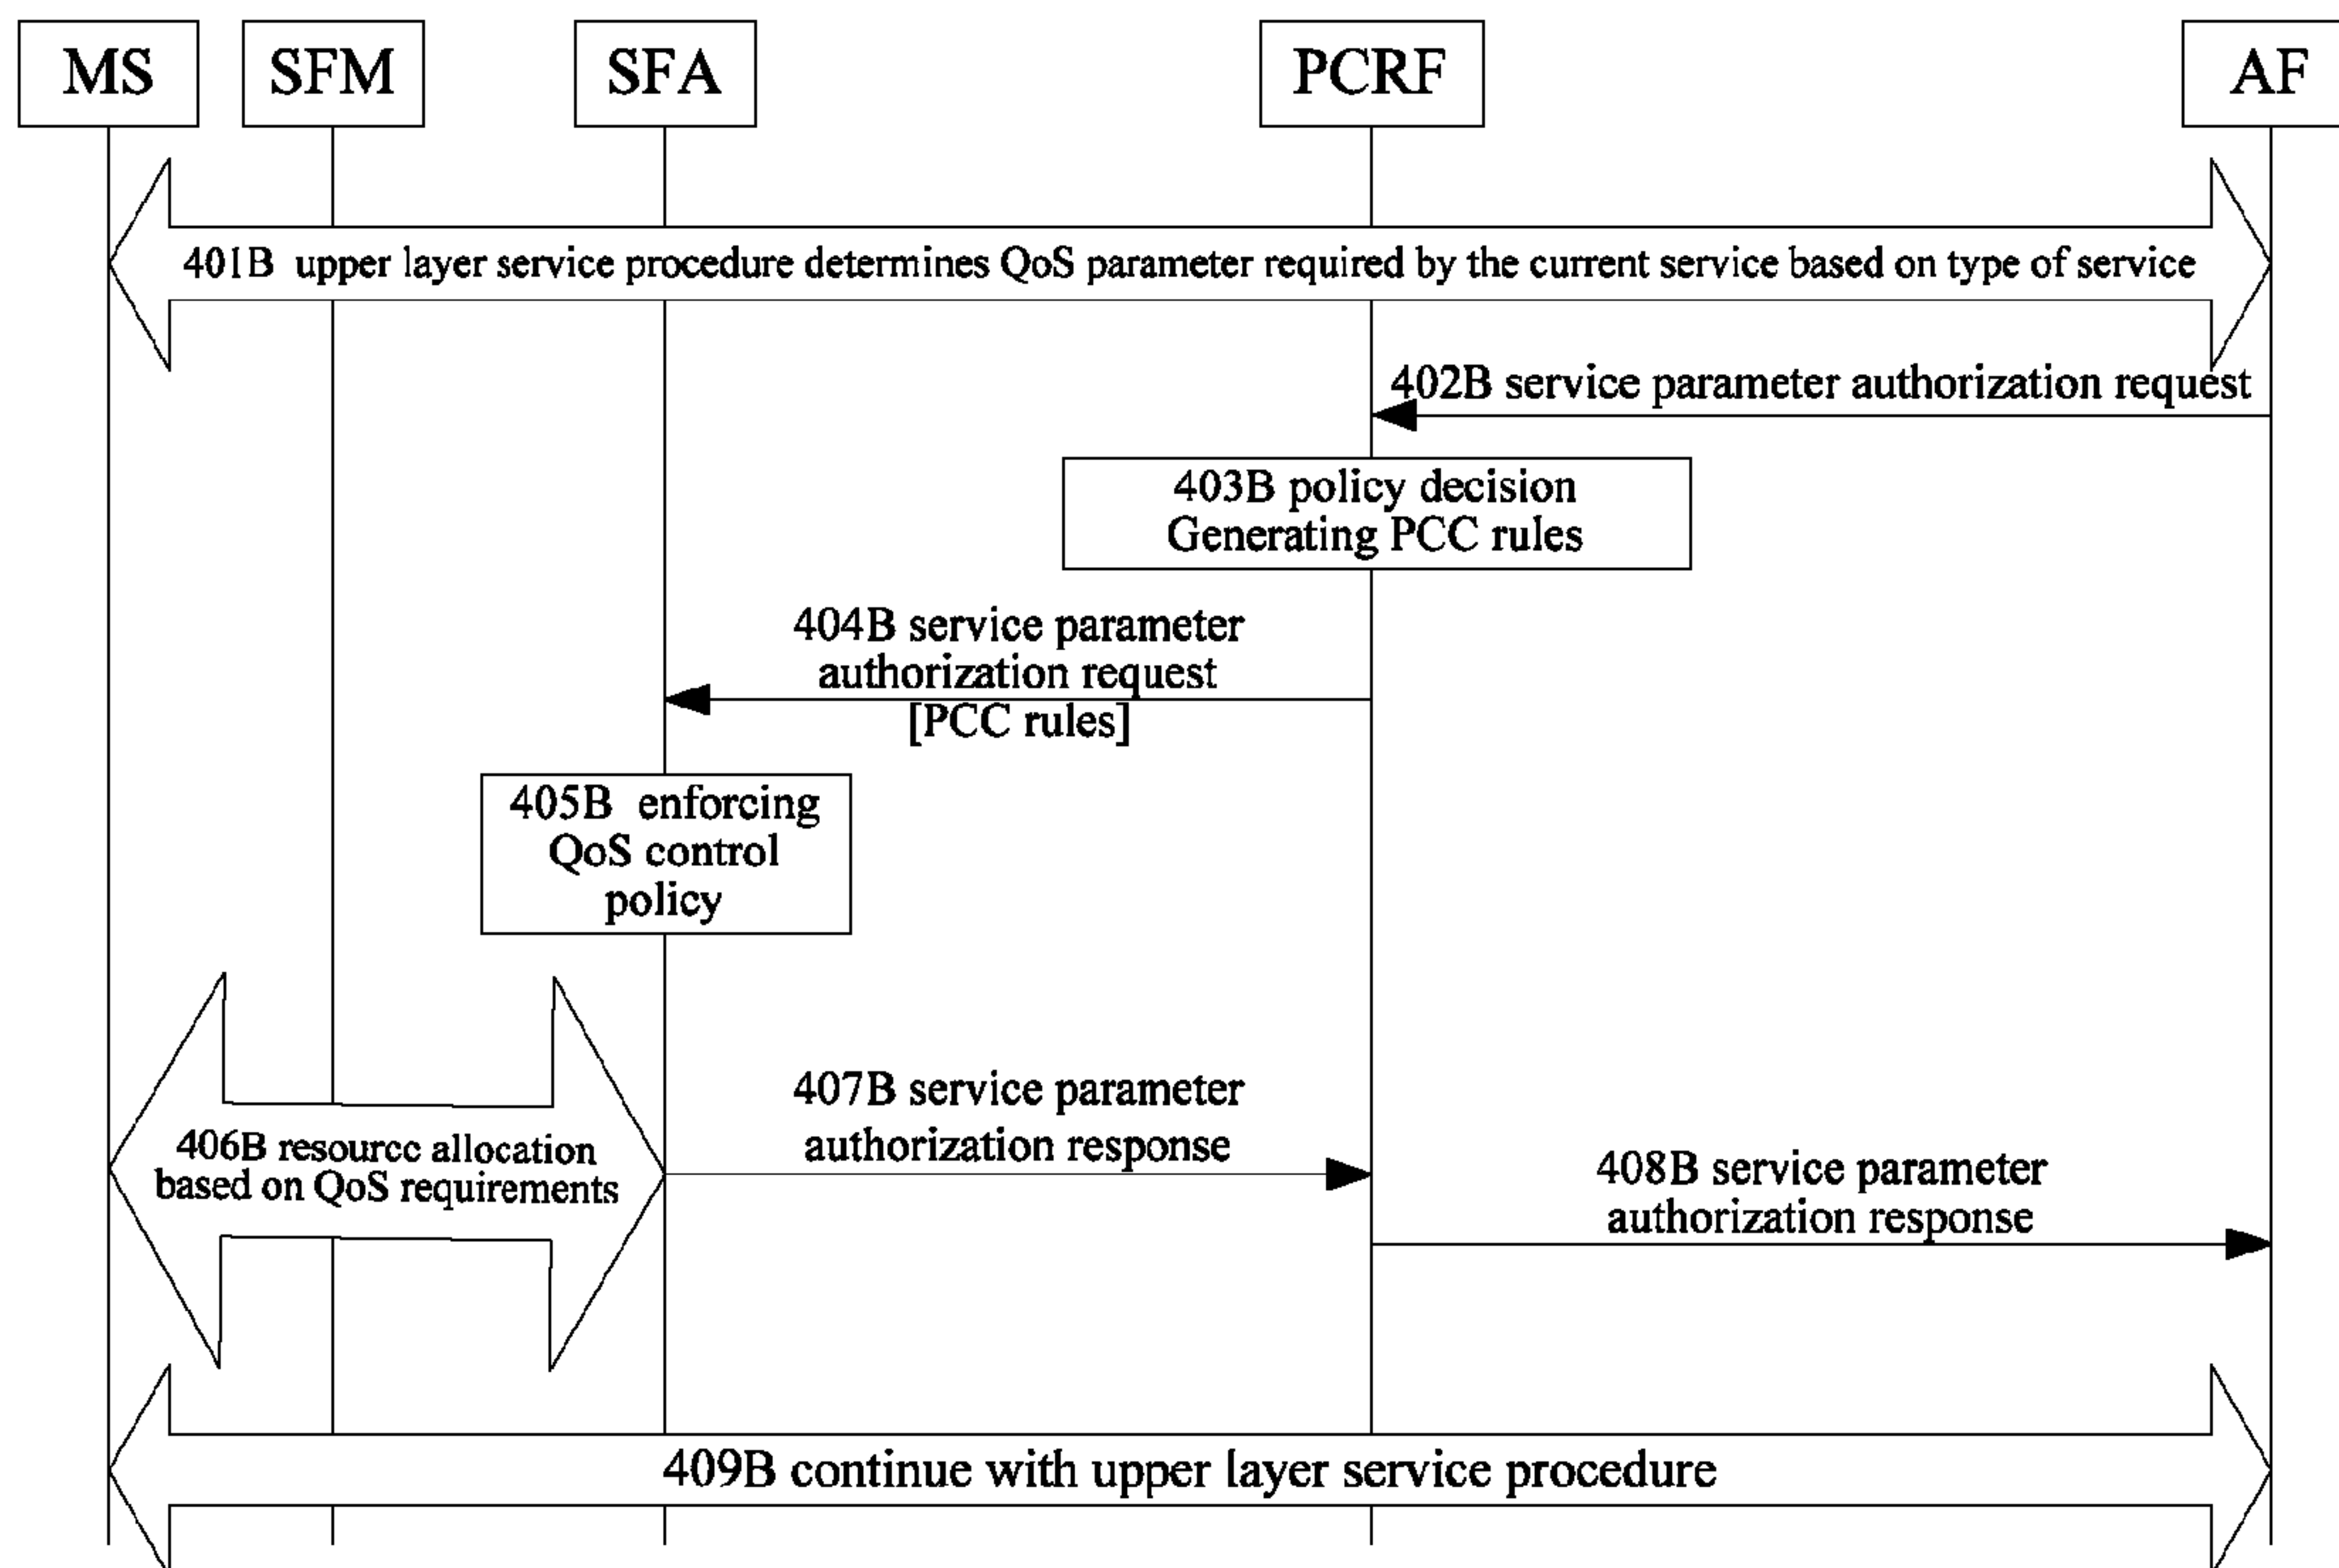 MS
SFM
SFA
PCRF
AF
401B upper layer service procedure determines QoS parameter required by the current service based on type of service
402B service parameter authorization request
403B policy decision
Generating PCC rules
404B service parameter
authorization request
[PCC rules]
405B enforcing
QoS control
policy
406B resource allocation
based on QoS requirements
407B service parameter
authorization response
408B service parameter
authorization response
409B continue with upper layer service procedure